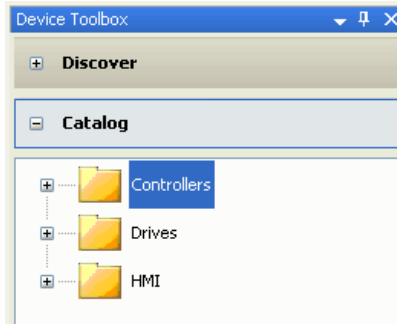 Device Toolbox
Discover
Catalog
Controllers
Drives
HMI